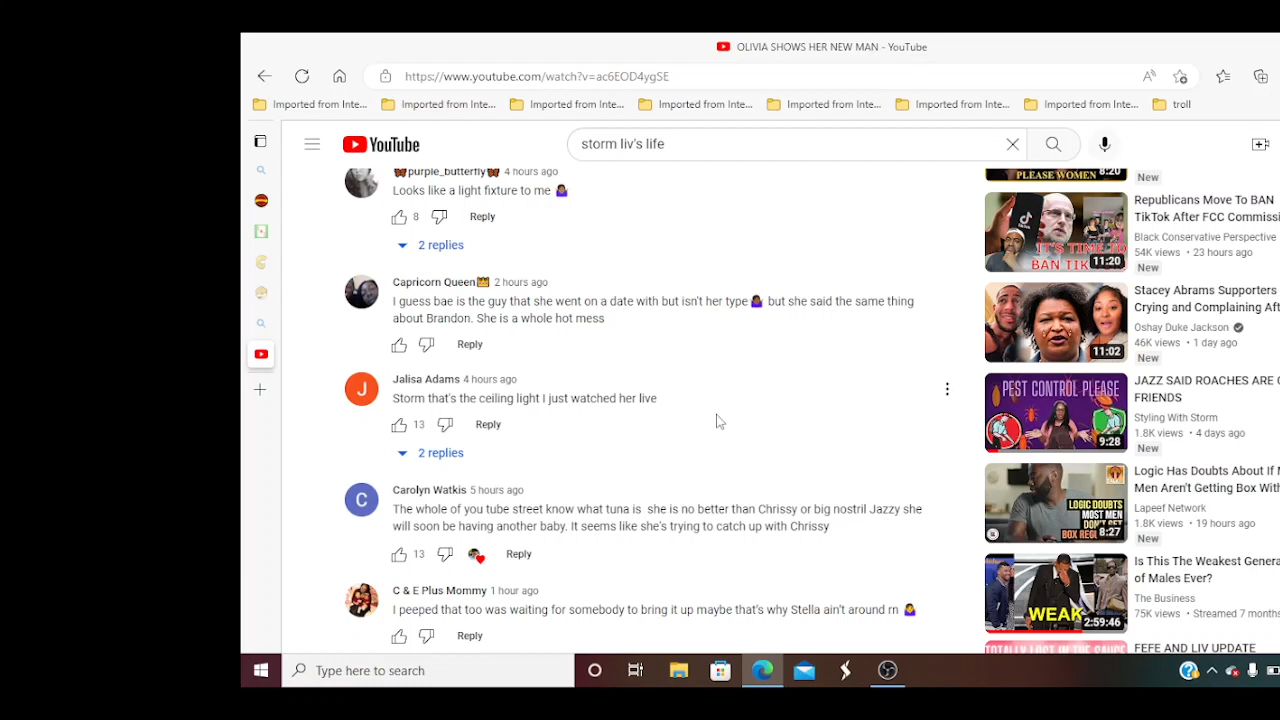 OLIVIA SHOWS HER NEW MAN - YouTube
https://www.youtube.com/watch?v=ac6EOD4ygSE
Imported from Inte...
Imported from Inte...
Imported from Inte...
Imported from Inte...
Imported from Inte...
Imported from Inte...
Imported from Inte...
troll
YouTube
storm liv's life
purple_butterfly 4 hours ago
Looks like a light fixture to me 🤷🏾‍♀️
8 Reply
2 replies
Capricorn Queen👑 2 hours ago
I guess bae is the guy that she went on a date with but isn't her type 🤷🏾‍♀️ but she said the same thing
about Brandon. She is a whole hot mess
Reply
J
Jalisa Adams 4 hours ago
Storm that's the ceiling light I just watched her live
13 Reply
2 replies
C
Carolyn Watkis 5 hours ago
The whole of you tube street know what tuna is she is no better than Chrissy or big nostril Jazzy she
will soon be having another baby. It seems like she's trying to catch up with Chrissy
13 Reply
C & E Plus Mommy 1 hour ago
I peeped that too was waiting for somebody to bring it up maybe that's why Stella ain't around rn 🤷‍♀️
Reply
PLEASE WOMEN
8:20
New
IT'S TIME TO
BAN TIK
11:20
Republicans Move To BAN
TikTok After FCC Commiss
Black Conservative Perspective
54K views • 23 hours ago
New
11:02
Stacey Abrams Supporters
Crying and Complaining Aft
Oshay Duke Jackson
46K views • 1 day ago
New
PEST CONTROL PLEASE
9:28
JAZZ SAID ROACHES ARE
FRIENDS
Styling With Storm
1.8K views • 4 days ago
New
LOGIC DOUBTS
MOST MEN
DON'T GET
BOX REGU
8:27
Logic Has Doubts About If
Men Aren't Getting Box With
Lapeef Network
1.8K views • 19 hours ago
New
WEAK
2:59:46
Is This The Weakest Genera
of Males Ever?
The Business
75K views • Streamed 7 months
TOTALLY LOST IN THE SAUCE
FEFE AND LIV UPDATE
Type here to search